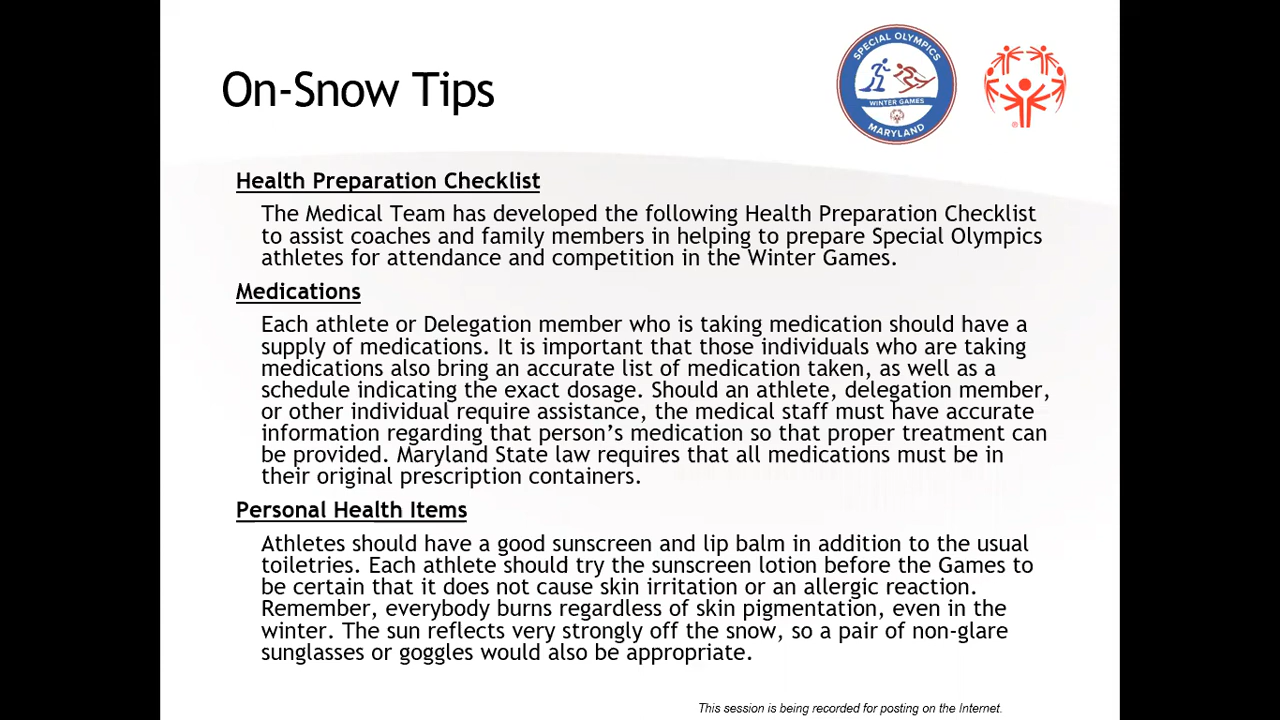 On-Snow Tips
SPECIAL OLYMPICS
WINTER GAMES
MARYLAND
®
Health Preparation Checklist
The Medical Team has developed the following Health Preparation Checklist
to assist coaches and family members in helping to prepare Special Olympics
athletes for attendance and competition in the Winter Games.
Medications
Each athlete or Delegation member who is taking medication should have a
supply of medications. It is important that those individuals who are taking
medications also bring an accurate list of medication taken, as well as a
schedule indicating the exact dosage. Should an athlete, delegation member,
or other individual require assistance, the medical staff must have accurate
information regarding that person’s medication so that proper treatment can
be provided. Maryland State law requires that all medications must be in
their original prescription containers.
Personal Health Items
Athletes should have a good sunscreen and lip balm in addition to the usual
toiletries. Each athlete should try the sunscreen lotion before the Games to
be certain that it does not cause skin irritation or an allergic reaction.
Remember, everybody burns regardless of skin pigmentation, even in the
winter. The sun reflects very strongly off the snow, so a pair of non-glare
sunglasses or goggles would also be appropriate.
This session is being recorded for posting on the Internet.